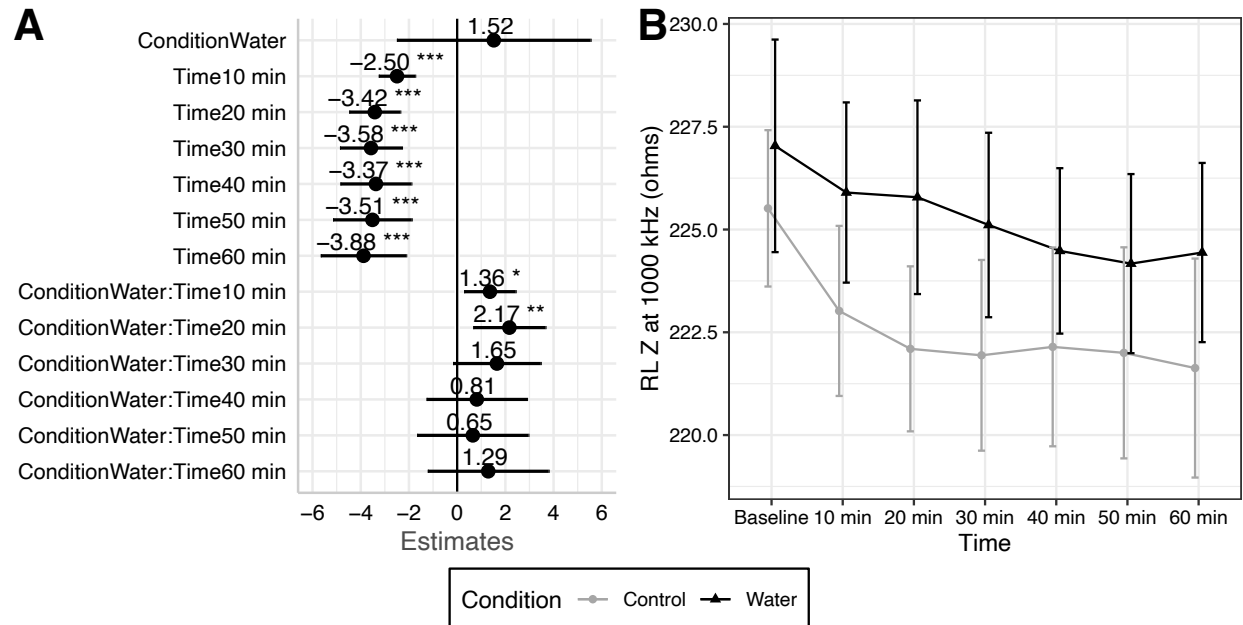 A
ConditionWater
1.52
Time10 min
−2.50 ***
Time20 min
−3.42 ***
Time30 min
−3.58 ***
Time40 min
−3.37 ***
Time50 min
−3.51 ***
Time60 min
−3.88 ***
ConditionWater:Time10 min
1.36 *
ConditionWater:Time20 min
2.17 **
ConditionWater:Time30 min
1.65
ConditionWater:Time40 min
0.81
ConditionWater:Time50 min
0.65
ConditionWater:Time60 min
1.29
−6 −4 −2 0 2 4 6
Estimates
B
RL Z at 1000 kHz (ohms)
230.0
227.5
225.0
222.5
220.0
Baseline 10 min 20 min 30 min 40 min 50 min 60 min
Time
Condition Control Water